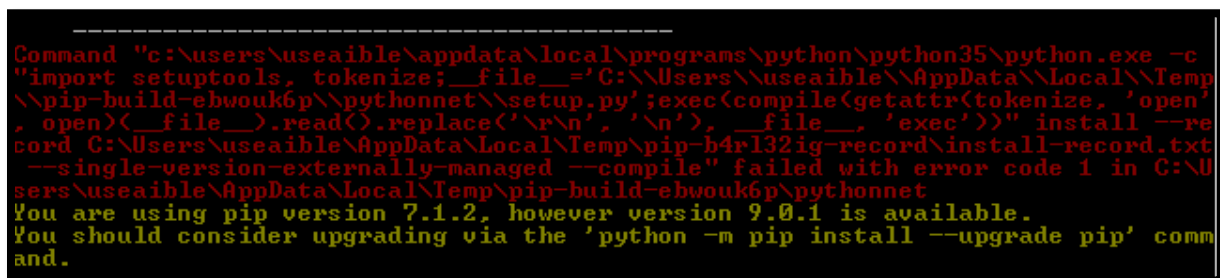 ----------------------------------------
Command "c:\users\useaible\appdata\local\programs\python\python35\python.exe -c
"import setuptools, tokenize;__file__='C:\\Users\\useaible\\AppData\\Local\\Temp
\\pip-build-ebwouk6p\\pythonnet\\setup.py';exec(compile(getattr(tokenize, 'open'
, open)(__file__).read().replace('\r\n', '\n'), __file__, 'exec'))" install --re
cord C:\Users\useaible\AppData\Local\Temp\pip-b4rl32ig-record\install-record.txt
 --single-version-externally-managed --compile" failed with error code 1 in C:\U
sers\useaible\AppData\Local\Temp\pip-build-ebwouk6p\pythonnet
You are using pip version 7.1.2, however version 9.0.1 is available.
You should consider upgrading via the 'python -m pip install --upgrade pip' comm
and.